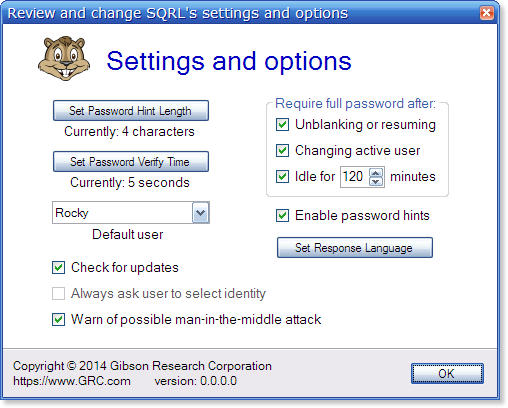 Review and change SQRL's settings and options
Settings and options
Set Password Hint Length
Currently: 4 characters
Set Password Verify Time
Currently: 5 seconds
Rocky
Default user
Check for updates
Always ask user to select identity
Warn of possible man-in-the-middle attack
Require full password after:
Unblanking or resuming
Changing active user
Idle for 120 minutes
Enable password hints
Set Response Language
Copyright © 2014 Gibson Research Corporation
https://www.GRC.com version: 0.0.0.0
OK